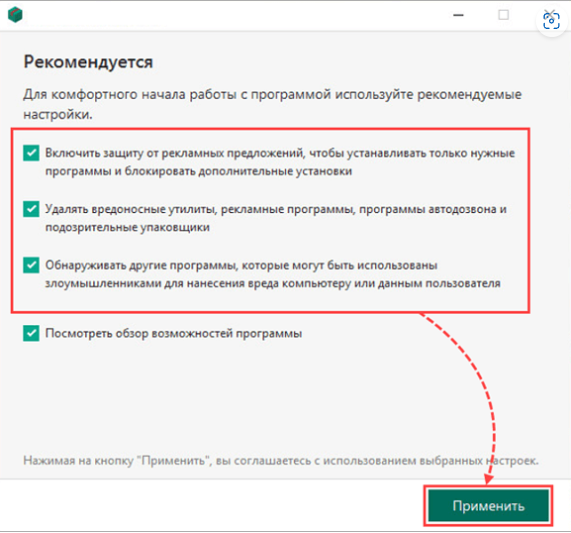 Рекомендуется
Для комфортного начала работы с программой используйте рекомендуемые
настройки.
Включить защиту от рекламных предложений, чтобы устанавливать только нужные
программы и блокировать дополнительные установки
Удалять вредоносные утилиты, рекламные программы, программы автодозвона и
подозрительные упаковщики
Обнаруживать другие программы, которые могут быть использованы
злоумышленниками для нанесения вреда компьютеру или данным пользователя
Посмотреть обзор возможностей программы
Нажимая на кнопку "Применить", вы соглашаетесь с использованием выбранных настроек.
Применить